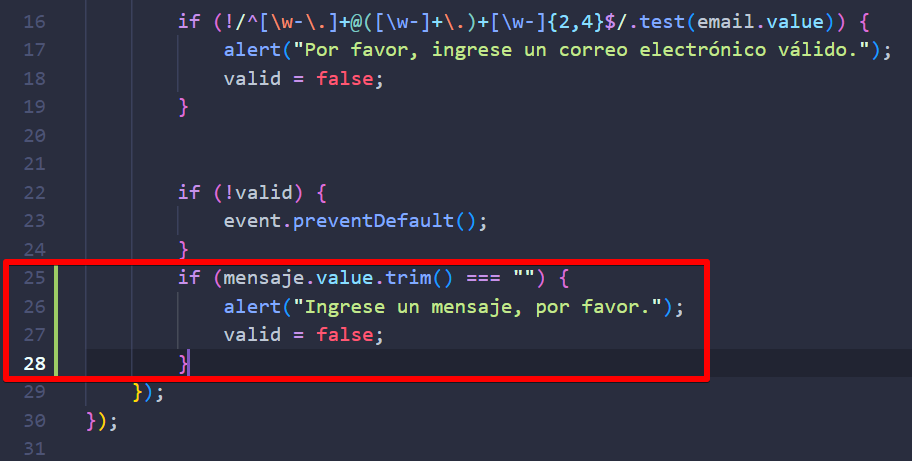 16 if (!/^[\w-\.]+@([\w-]+\.)+[\w-]{2,4}$/.test(email.value)) {
17 alert("Por favor, ingrese un correo electrónico válido.");
18 valid = false;
19 }
20
21
22 if (!valid) {
23 event.preventDefault();
24 }
25 if (mensaje.value.trim() === "") {
26 alert("Ingrese un mensaje, por favor.");
27 valid = false;
28 }
29 });
30 });
31